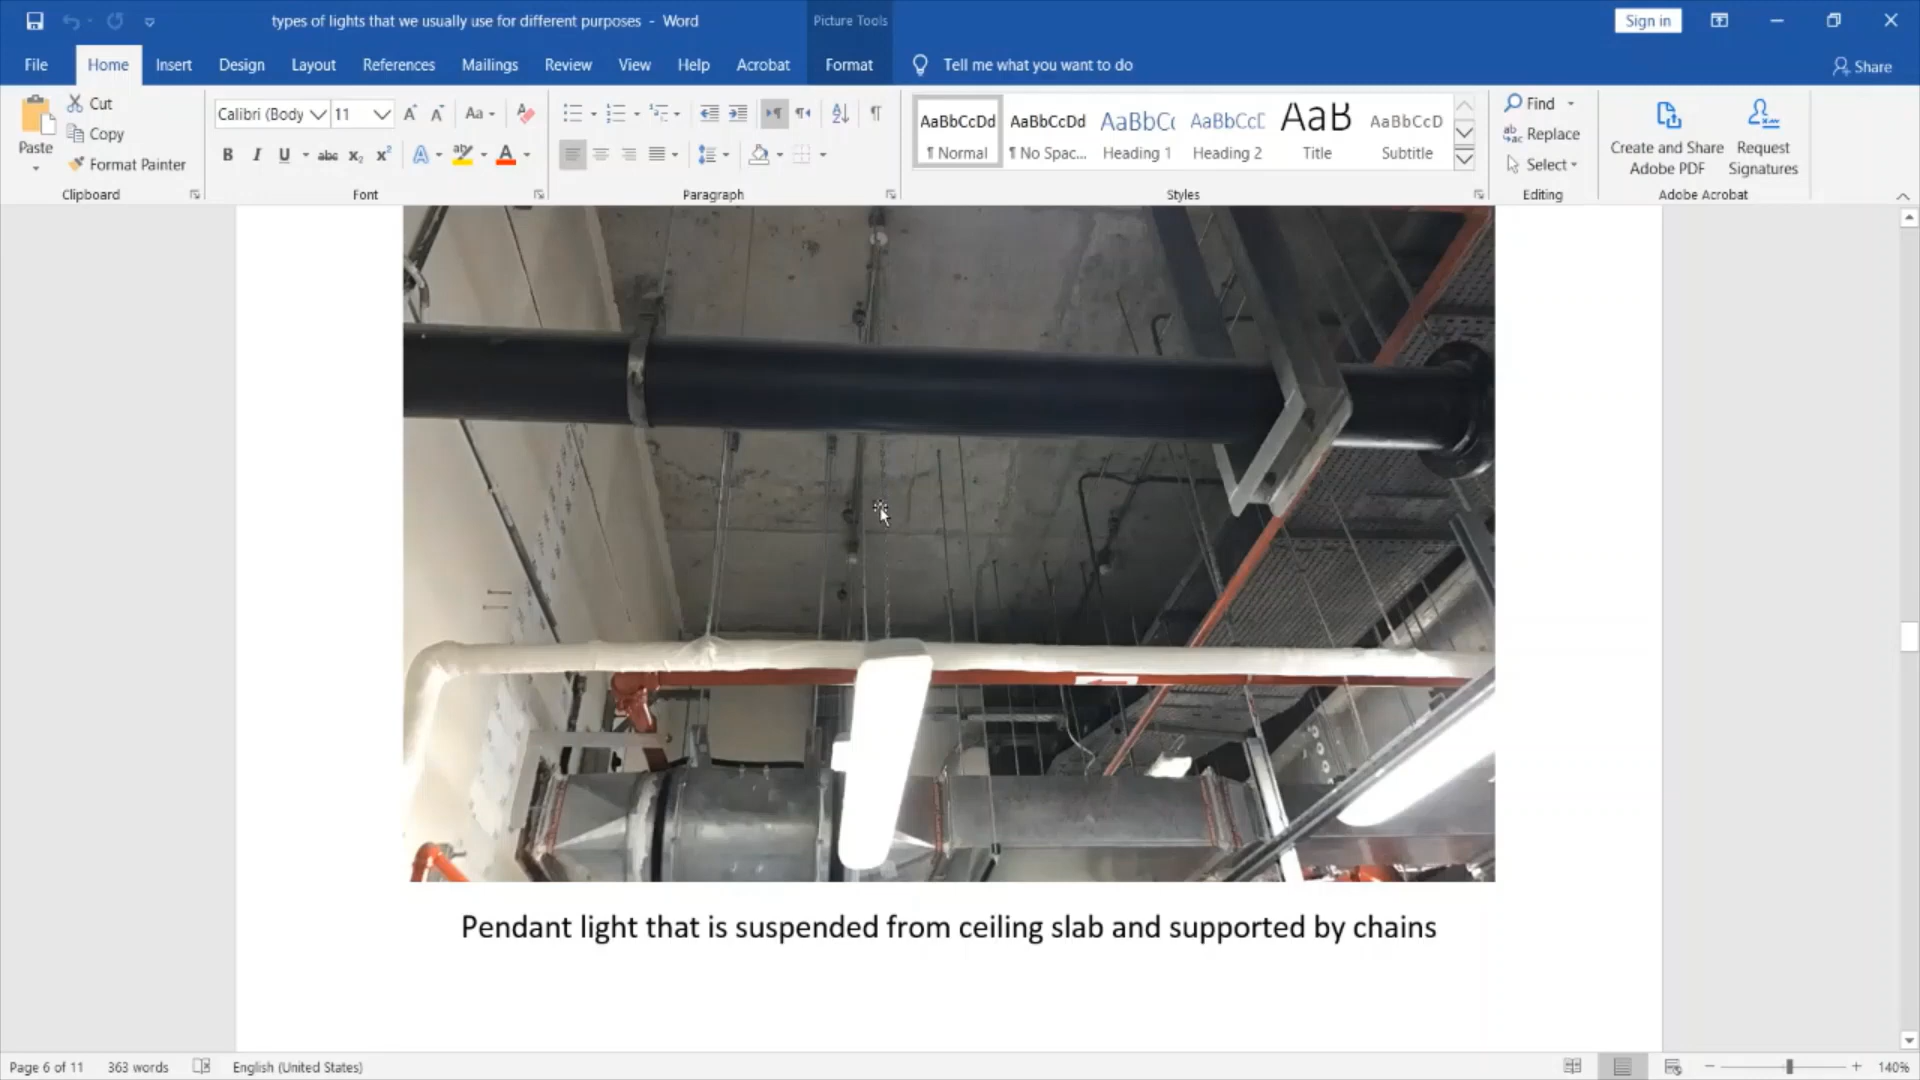 types of lights that we usually use for different purposes - Word
Picture Tools
Sign in
File Home Insert Design Layout References Mailings Review View Help Acrobat Format Tell me what you want to do Share
Paste
Cut
Copy
Format Painter
Clipboard
Calibri (Body 11
Aa
B I U abc X₂ X² A ab A
Font
Paragraph
AaBbCcDd AaBbCcDd AaBbCc AaBbCcC AaB AaBbCcD
¶ Normal ¶ No Spac... Heading 1 Heading 2 Title Subtitle
Styles
Find
Replace
Select
Editing
Create and Share Adobe PDF
Request Signatures
Adobe Acrobat
Pendant light that is suspended from ceiling slab and supported by chains
Page 6 of 11 363 words English (United States) 140%